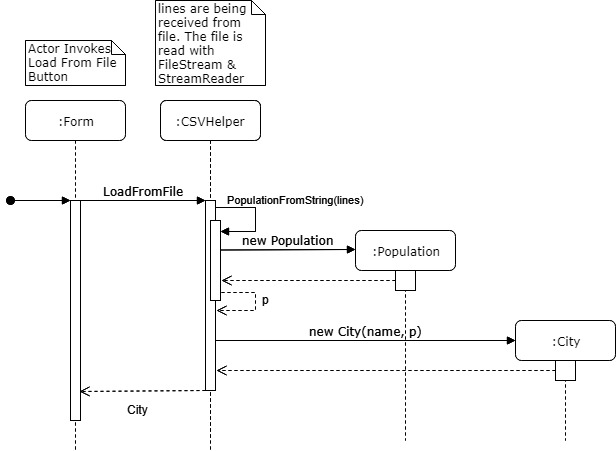 lines are being
received from
file. The file is
read with
FileStream &
StreamReader
Actor Invokes
Load From File
Button
:Form
:CSVHelper
LoadFromFile
PopulationFromString(lines)
new Population
:Population
p
new City(name, p)
:City
City